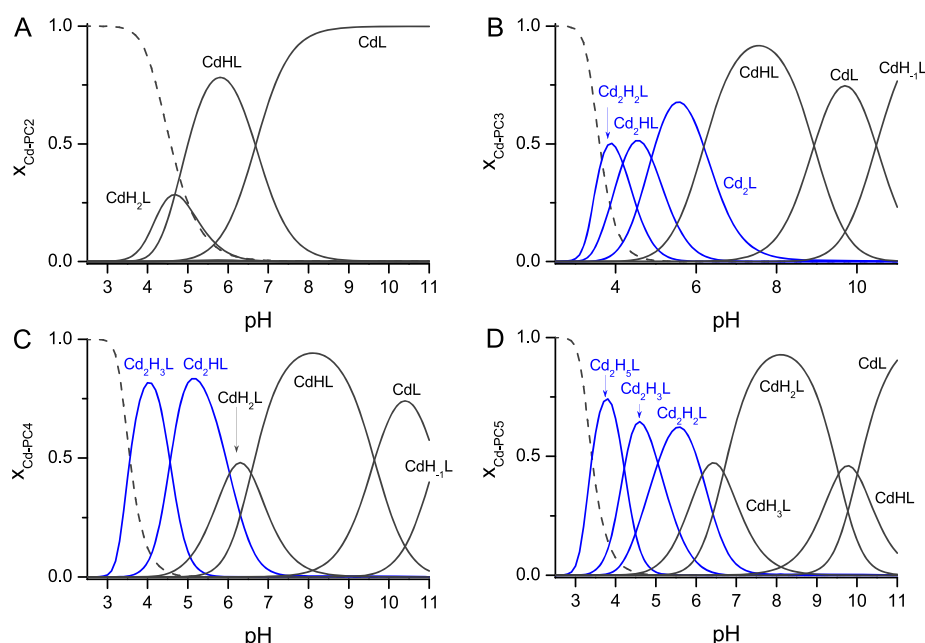 A
1.0
0.5
0.0
x_Cd-PC2
CdH₂L
CdHL
CdL
3 4 5 6 7 8 9 10 11
pH
B
1.0
0.5
0.0
x_Cd-PC3
Cd₂H₂L
Cd₂HL
Cd₂L
CdHL
CdL
CdH₋₁L
4 6 8 10
pH
C
1.0
0.5
0.0
x_Cd-PC4
Cd₂H₃L
Cd₂HL
CdH₂L
CdHL
CdL
CdH₋₁L
3 4 5 6 7 8 9 10 11
pH
D
1.0
0.5
0.0
x_Cd-PC5
Cd₂H₅L
Cd₂H₃L
Cd₂H₂L
CdH₃L
CdH₂L
CdL
CdHL
3 4 5 6 7 8 9 10 11
pH